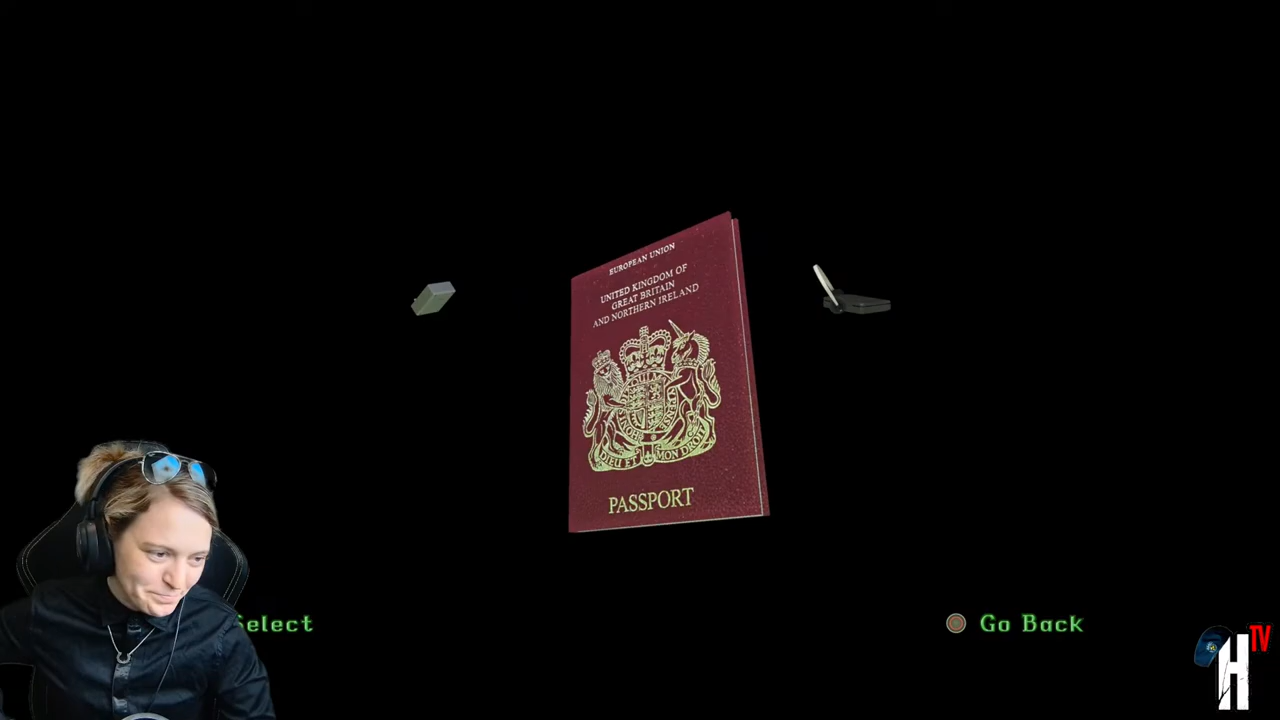 EUROPEAN UNION
UNITED KINGDOM OF
GREAT BRITAIN
AND NORTHERN IRELAND
DIEU ET MON DROIT
PASSPORT
Select
Go Back
H TV